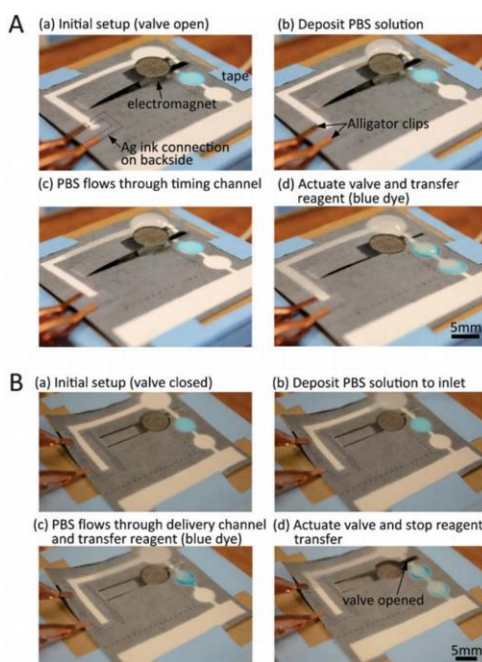 A
(a) Initial setup (valve open)
(b) Deposit PBS solution
tape
electromagnet
Ag ink connection
on backside
Alligator clips
(c) PBS flows through timing channel
(d) Actuate valve and transfer
reagent (blue dye)
5mm
B
(a) Initial setup (valve closed)
(b) Deposit PBS solution to inlet
(c) PBS flows through delivery channel
and transfer reagent (blue dye)
(d) Actuate valve and stop reagent
transfer
valve opened
5mm